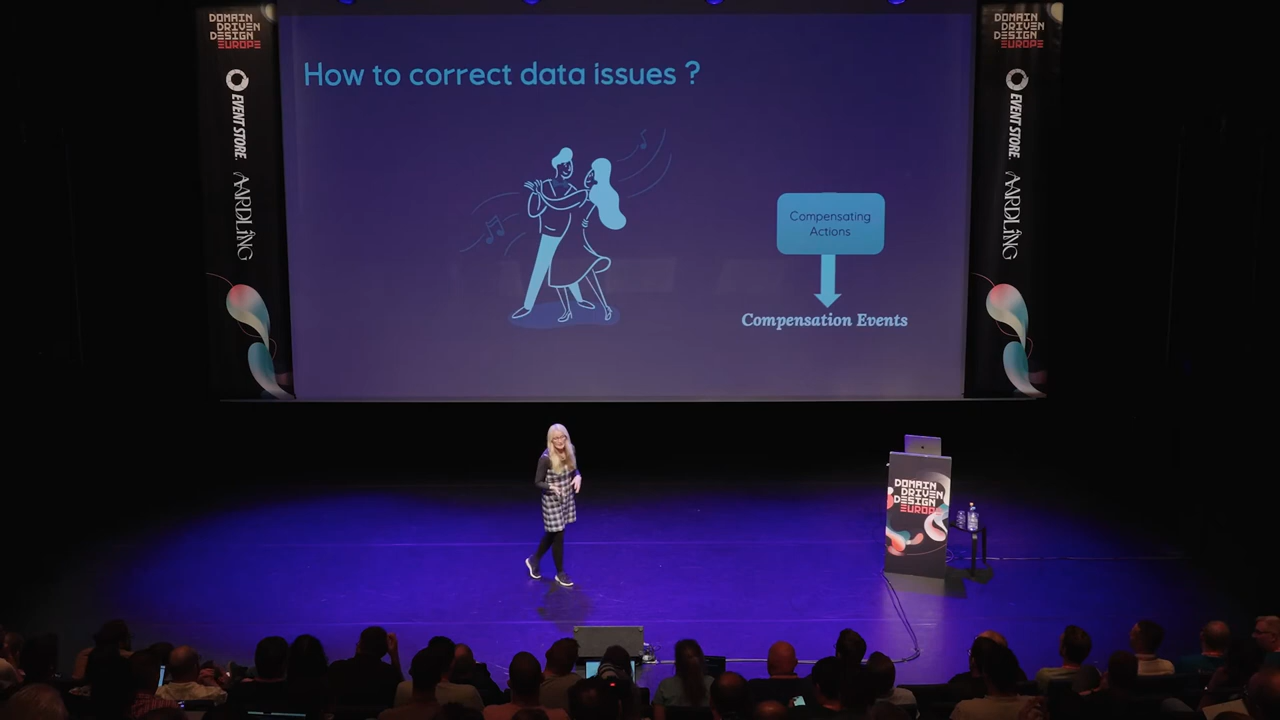 DOMAIN
DRIVEN
DESIGN
EUROPE
EVENT STORE.
AARDLING
How to correct data issues ?
Compensating
Actions
Compensation Events
DOMAIN
DRIVEN
DESIGN
EUROPE
EVENT STORE.
AARDLING
DOMAIN
DRIVEN
DESIGN
EUROPE